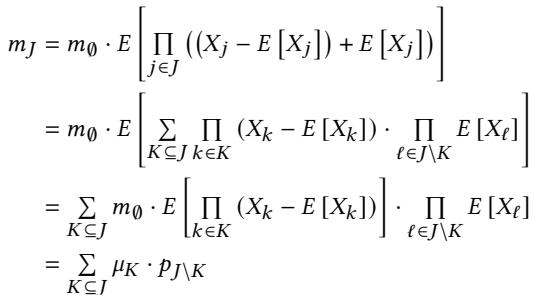 m_J = m_∅ · E [ ∏_{j∈J} ((X_j − E [X_j]) + E [X_j]) ]
= m_∅ · E [ ∑_{K⊆J} ∏_{k∈K} (X_k − E [X_k]) · ∏_{ℓ∈J\K} E [X_ℓ] ]
= ∑_{K⊆J} m_∅ · E [ ∏_{k∈K} (X_k − E [X_k]) ] · ∏_{ℓ∈J\K} E [X_ℓ]
= ∑_{K⊆J} μ_K · p_{J\K}